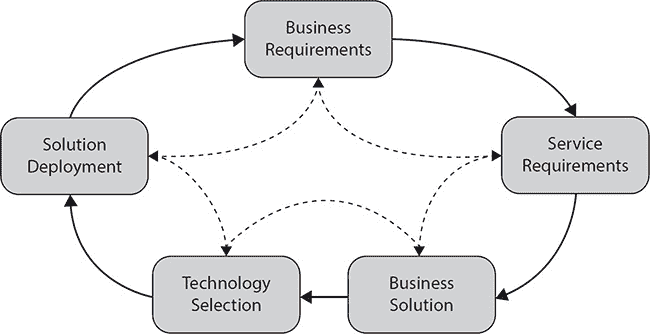 Business
Requirements
Service
Requirements
Solution
Deployment
Technology
Selection
Business
Solution